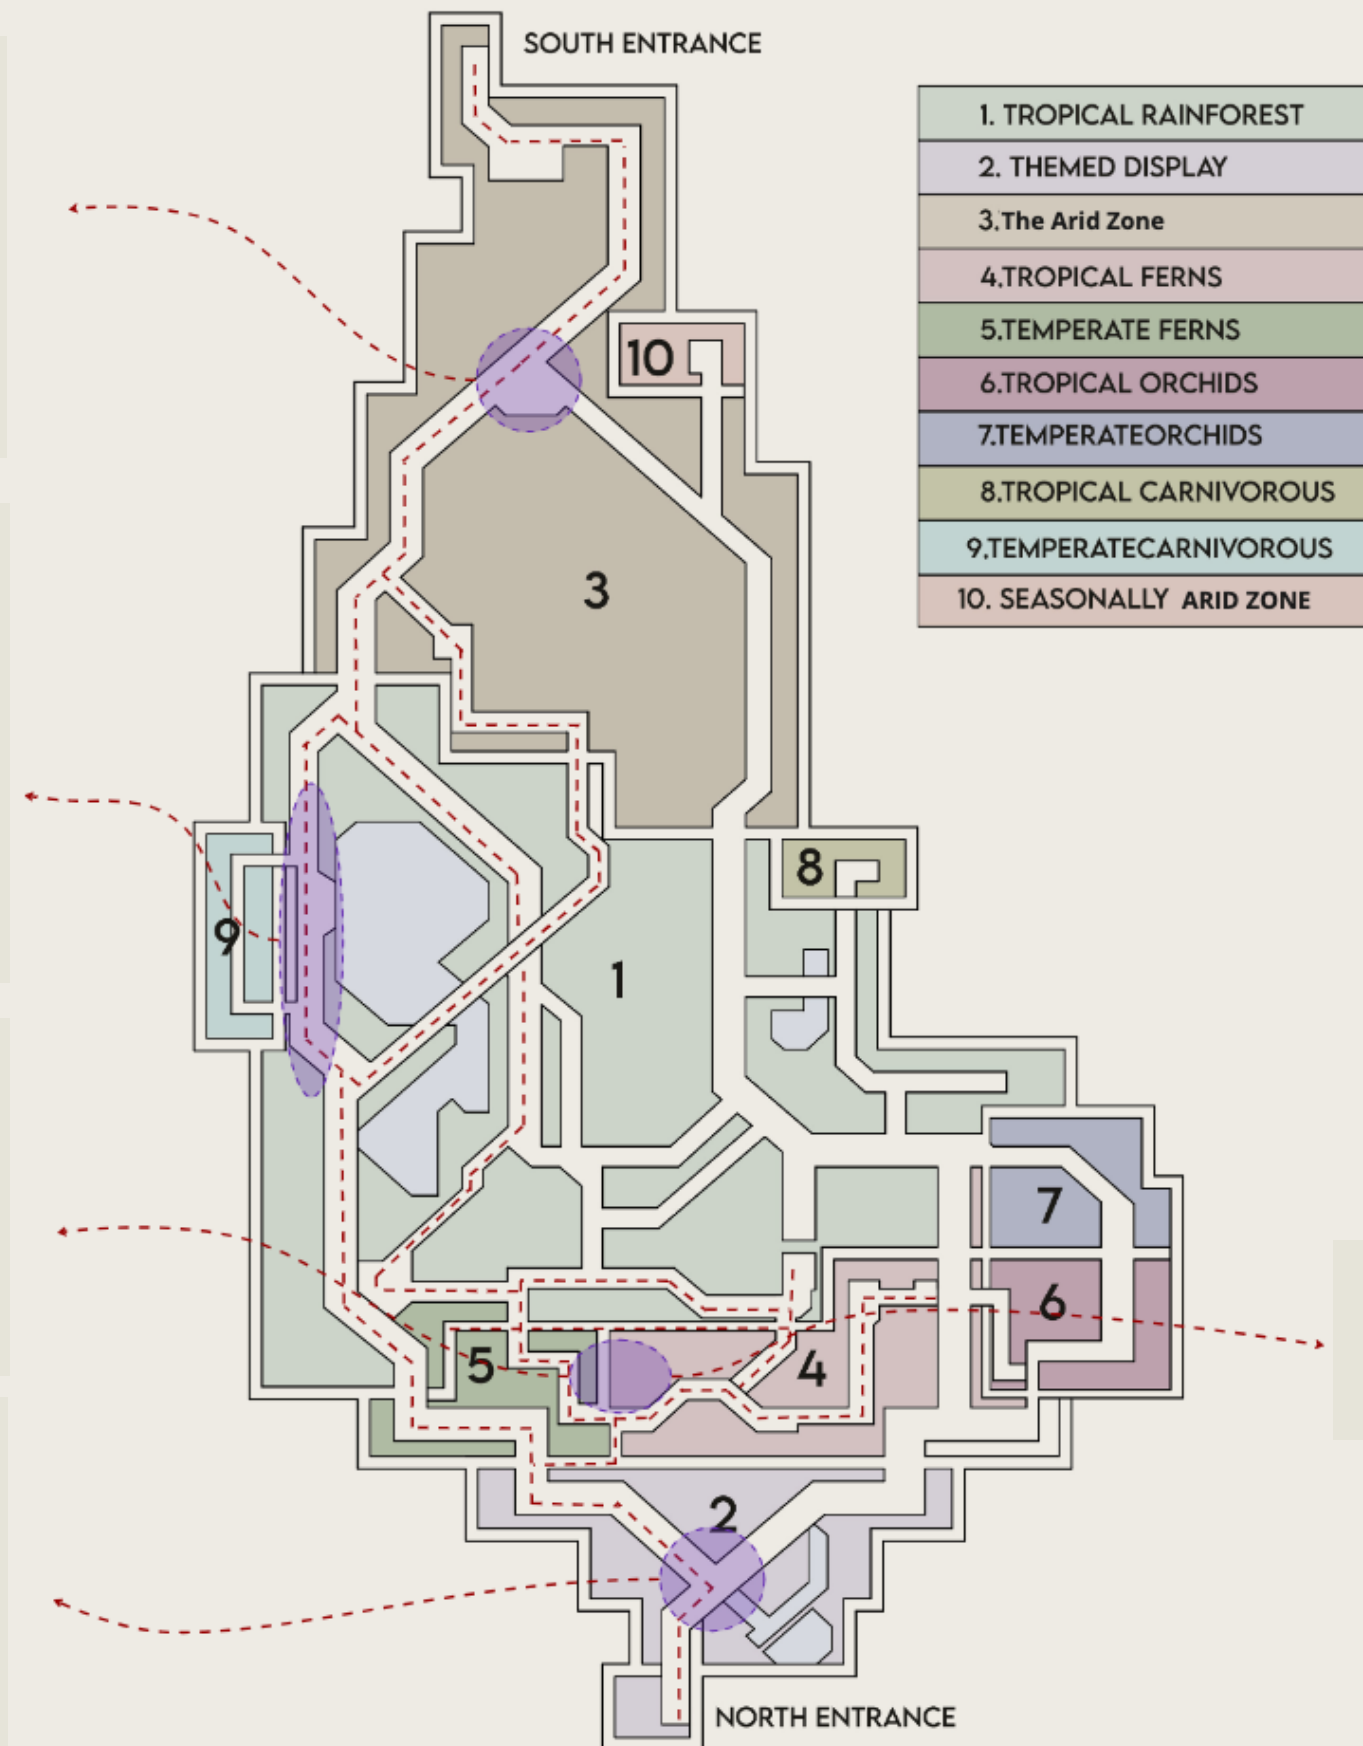 SOUTH ENTRANCE
1. TROPICAL RAINFOREST
2. THEMED DISPLAY
3.The Arid Zone
4.TROPICAL FERNS
5.TEMPERATE FERNS
6.TROPICAL ORCHIDS
7.TEMPERATEORCHIDS
8.TROPICAL CARNIVOROUS
9.TEMPERATECARNIVOROUS
10. SEASONALLY ARID ZONE
10
3
8
9
1
7
6
5
4
2
NORTH ENTRANCE